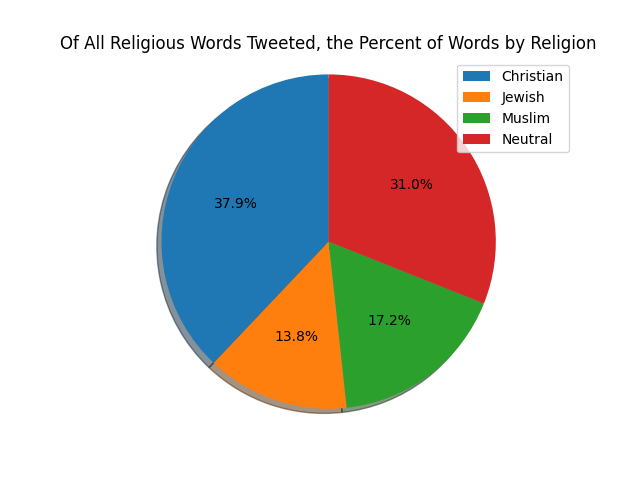 Of All Religious Words Tweeted, the Percent of Words by Religion
Christian
Jewish
Muslim
Neutral
31.0%
37.9%
17.2%
13.8%